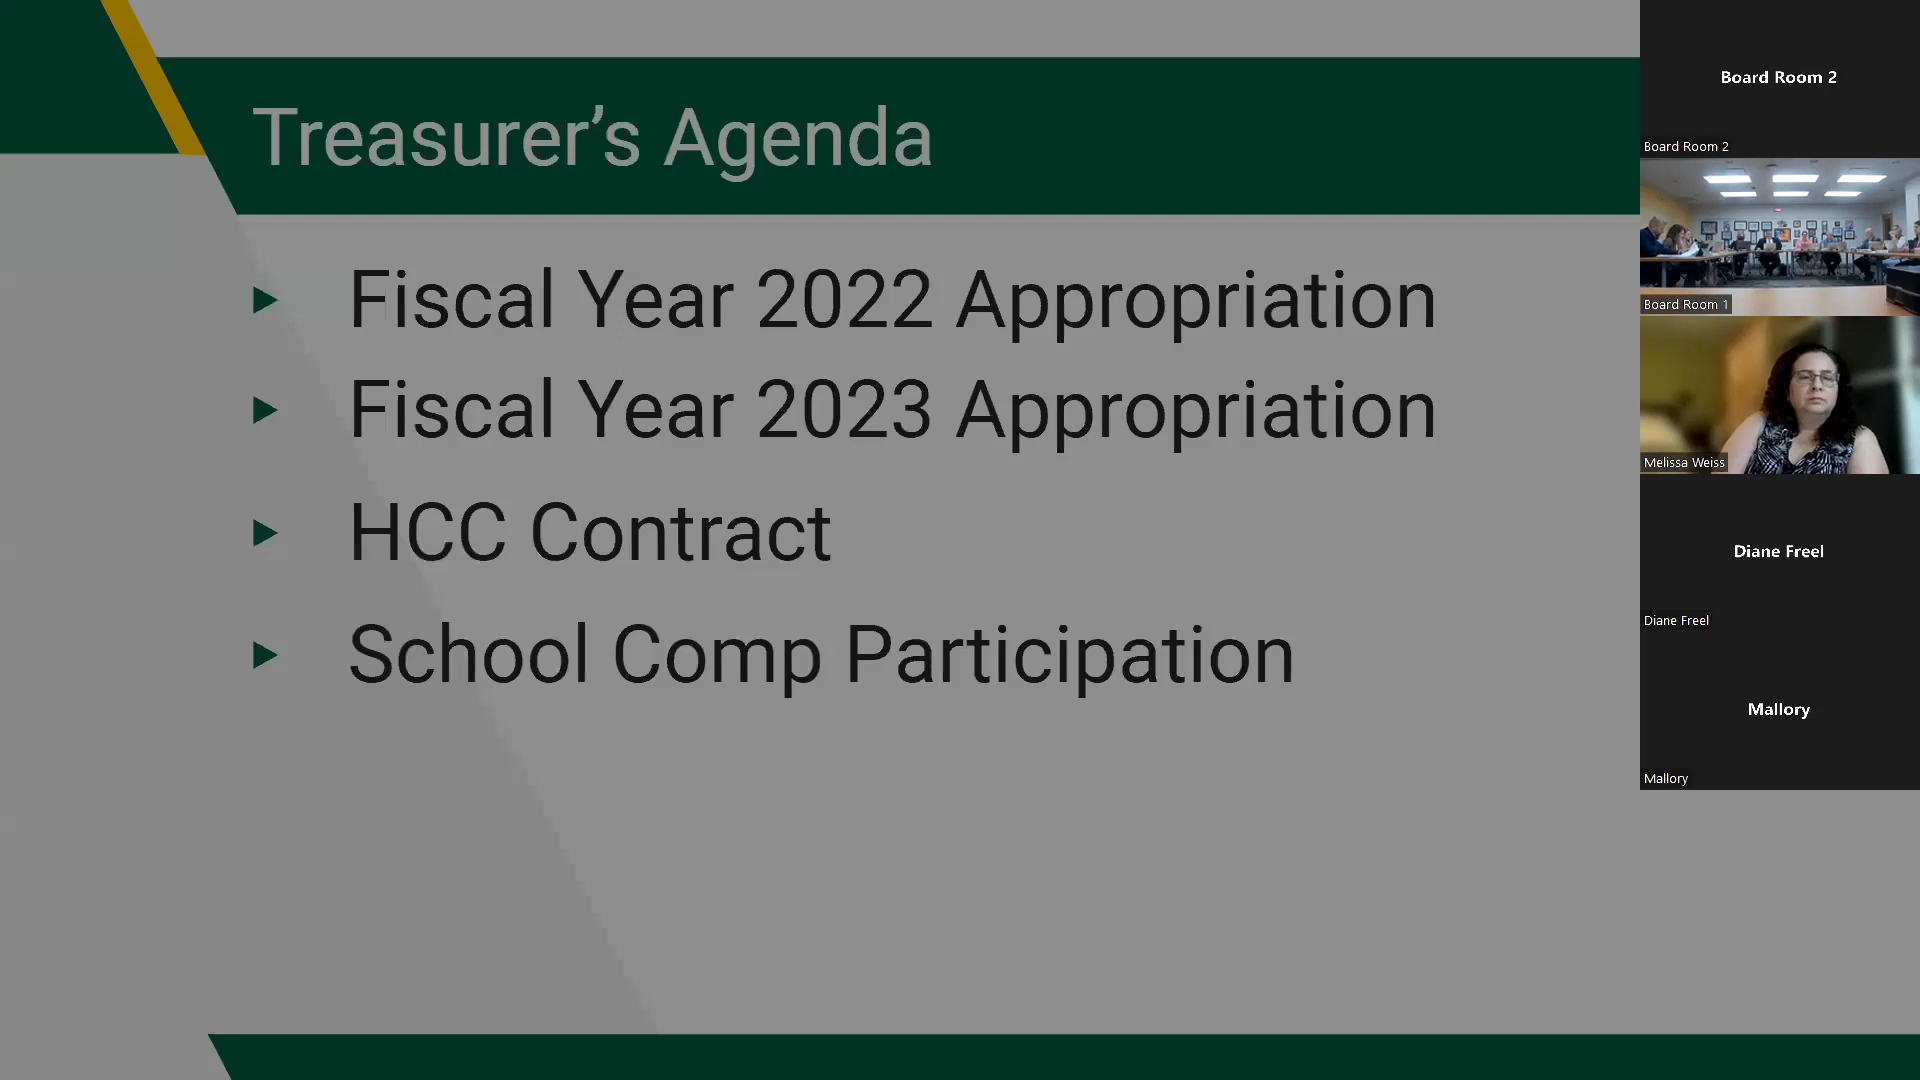 Treasurer’s Agenda
Fiscal Year 2022 Appropriation
Fiscal Year 2023 Appropriation
HCC Contract
School Comp Participation
Board Room 2
Board Room 2
Board Room 1
Melissa Weiss
Diane Freel
Diane Freel
Mallory
Mallory